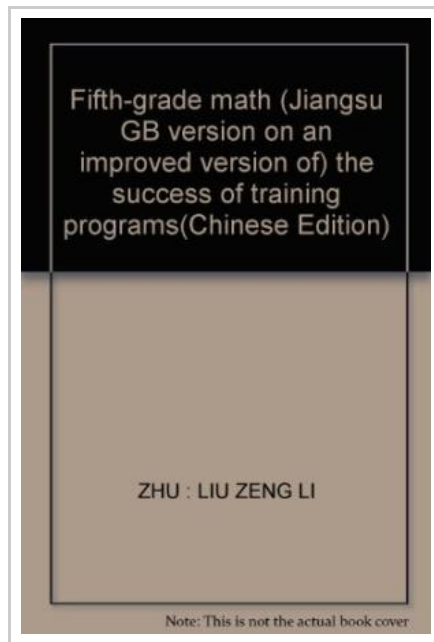 Fifth-grade math (Jiangsu
GB version on an
improved version of) the
success of training
programs(Chinese Edition)
ZHU : LIU ZENG LI
Note: This is not the actual book cover